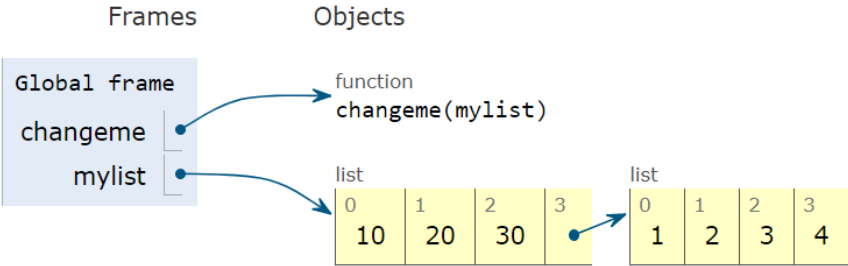 Frames Objects
Global frame
changeme
mylist
function
changeme(mylist)
list
0 1 2 3
10 20 30
list
0 1 2 3
1 2 3 4